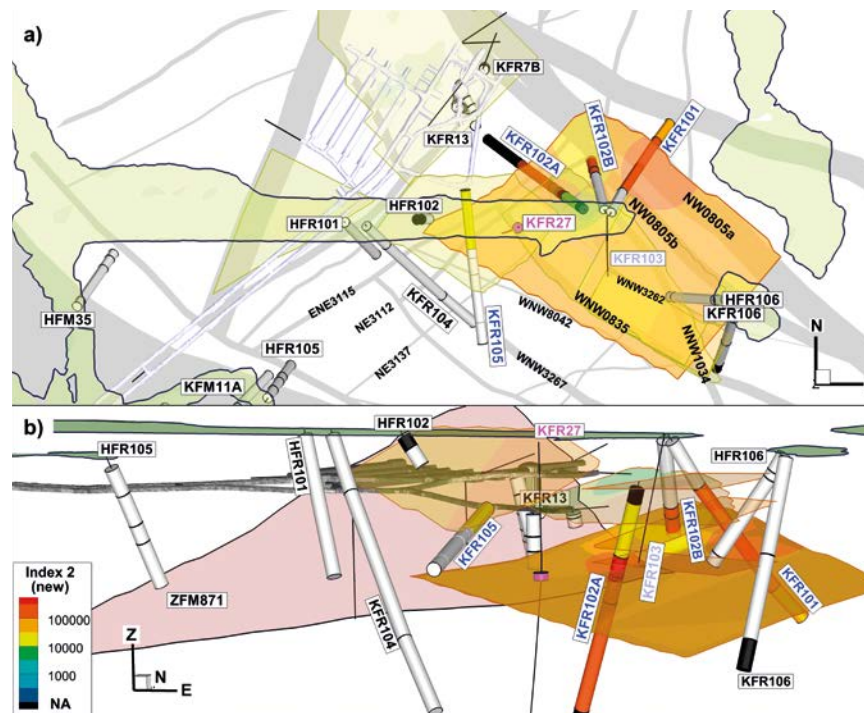 a)
KFR7B
KFR13
KFR102A
KFR102B
KFR101
HFR102
HFR101
KFR27
NW0805b
NW0805a
KFR103
HFM35
ENE3115
NE3112
NE3137
KFR104
KFR105
WNW8042
WNW3267
WNW0835
WNW3262
NNW1034
HFR106
KFR106
HFR105
KFM11A
N
b)
HFR102
KFR27
HFR105
HFR101
HFR106
KFR13
KFR105
KFR102B
KFR103
KFR102A
KFR101
ZFM871
KFR104
KFR106
Index 2
(new)
100000
10000
1000
NA
Z
N
E